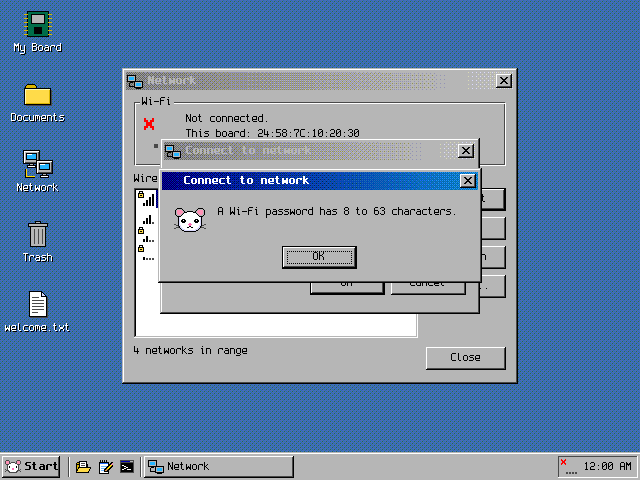 My Board
Documents
Network
Trash
welcome.txt
Network
Wi-Fi
Not connected.
This board: 24:58:7C:10:20:30
Connect to network
Connect to network
A Wi-Fi password has 8 to 63 characters.
OK
4 networks in range
Close
Start
Network
12:00 AM